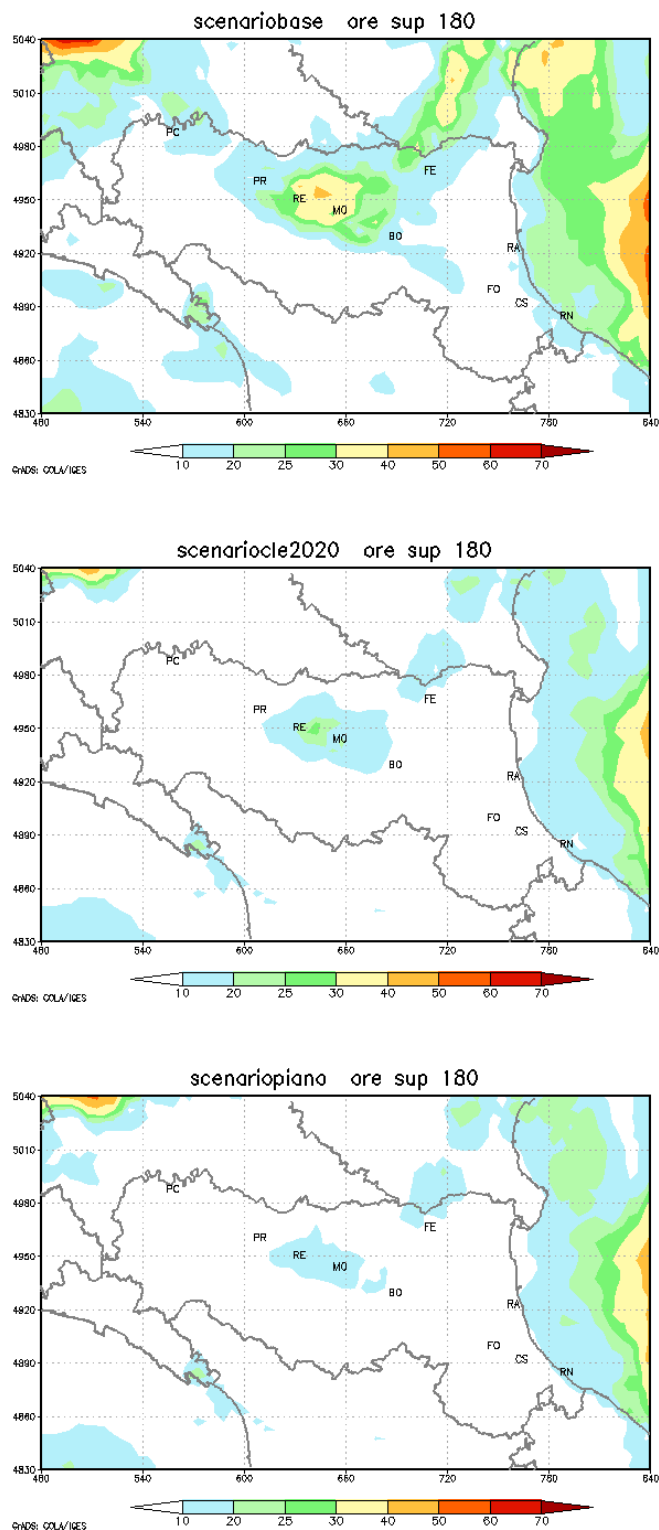 scenariobase ore sup 180
5040
5010
4980
4950
4920
4890
4860
4830
PC
PR
RE
MO
FE
BO
RA
FO
CS
RN
480 540 600 660 720 780 840
10 20 25 30 40 50 60 70
GrADS: COLA/IGES
scenariocle2020 ore sup 180
5040
5010
4980
4950
4920
4890
4860
4830
PC
PR
RE
MO
FE
BO
RA
FO
CS
RN
480 540 600 660 720 780 840
10 20 25 30 40 50 60 70
GrADS: COLA/IGES
scenariopiano ore sup 180
5040
5010
4980
4950
4920
4890
4860
4830
PC
PR
RE
MO
FE
BO
RA
FO
CS
RN
480 540 600 660 720 780 840
10 20 25 30 40 50 60 70
GrADS: COLA/IGES